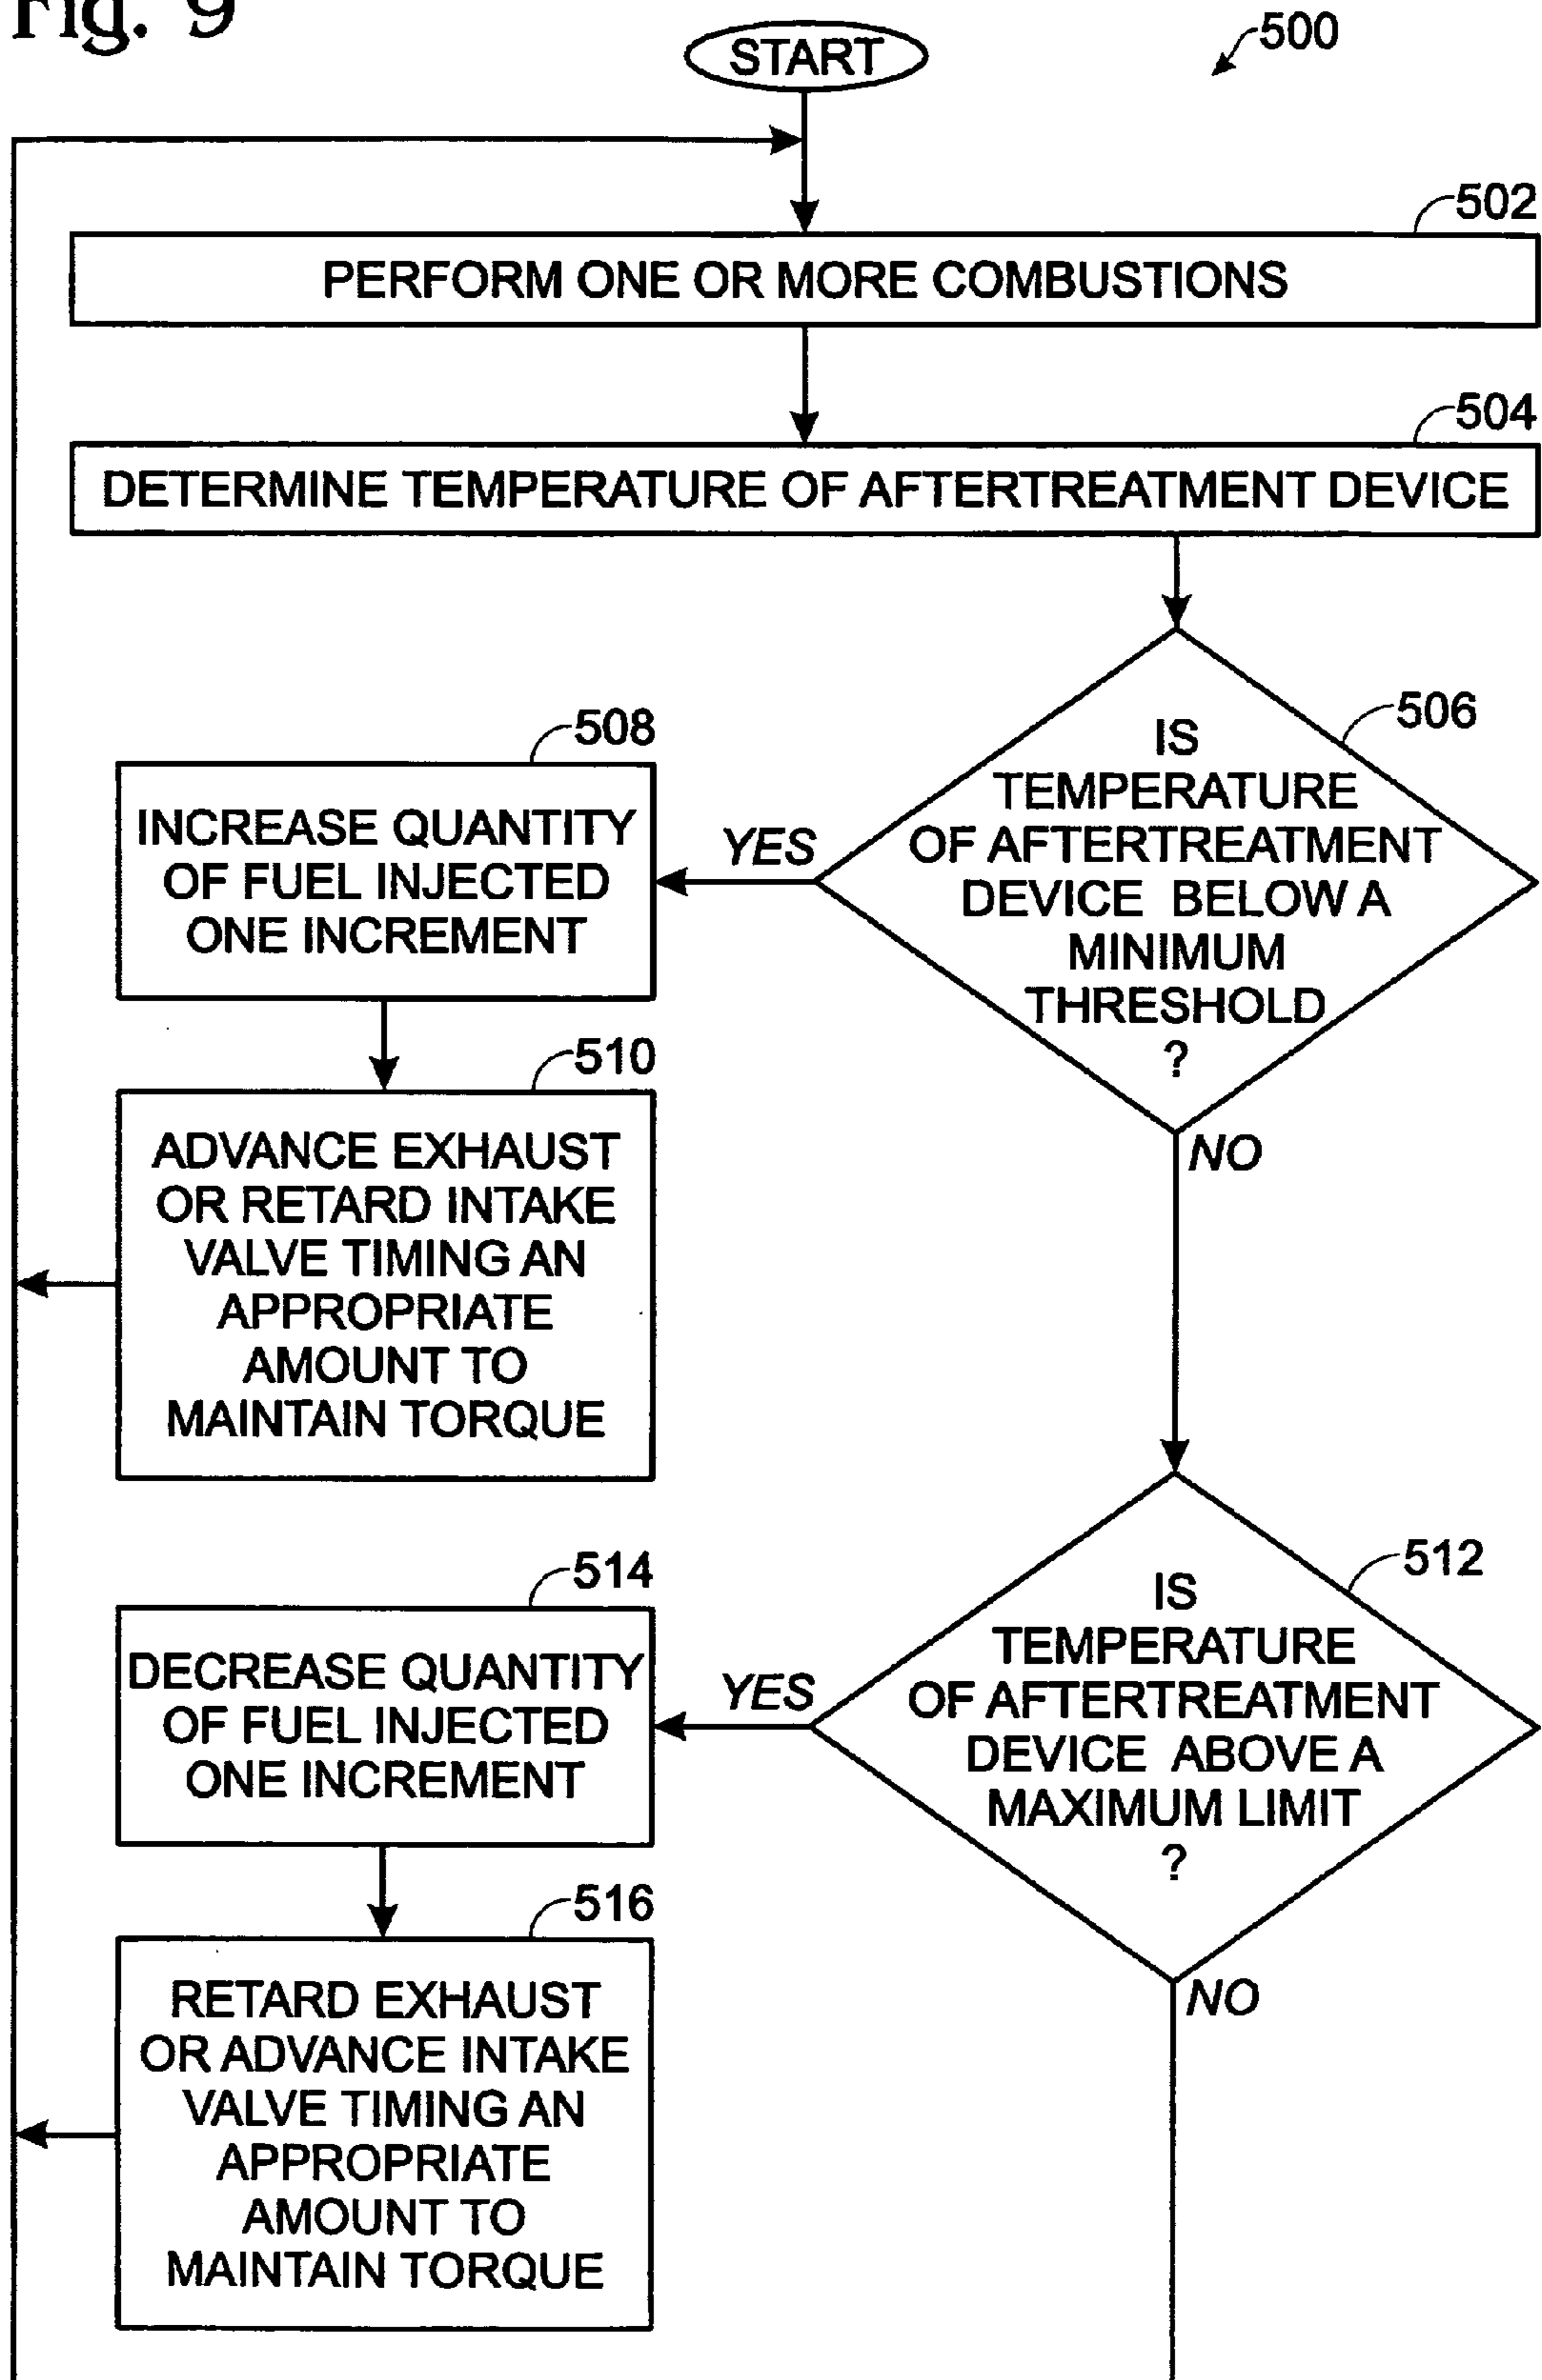 Fig. 9
START
500
502
PERFORM ONE OR MORE COMBUSTIONS
504
DETERMINE TEMPERATURE OF AFTERTREATMENT DEVICE
506
IS
TEMPERATURE
OF AFTERTREATMENT
DEVICE BELOW A
MINIMUM
THRESHOLD
?
YES
508
INCREASE QUANTITY
OF FUEL INJECTED
ONE INCREMENT
510
ADVANCE EXHAUST
OR RETARD INTAKE
VALVE TIMING AN
APPROPRIATE
AMOUNT TO
MAINTAIN TORQUE
NO
512
IS
TEMPERATURE
OF AFTERTREATMENT
DEVICE ABOVE A
MAXIMUM LIMIT
?
YES
514
DECREASE QUANTITY
OF FUEL INJECTED
ONE INCREMENT
516
RETARD EXHAUST
OR ADVANCE INTAKE
VALVE TIMING AN
APPROPRIATE
AMOUNT TO
MAINTAIN TORQUE
NO